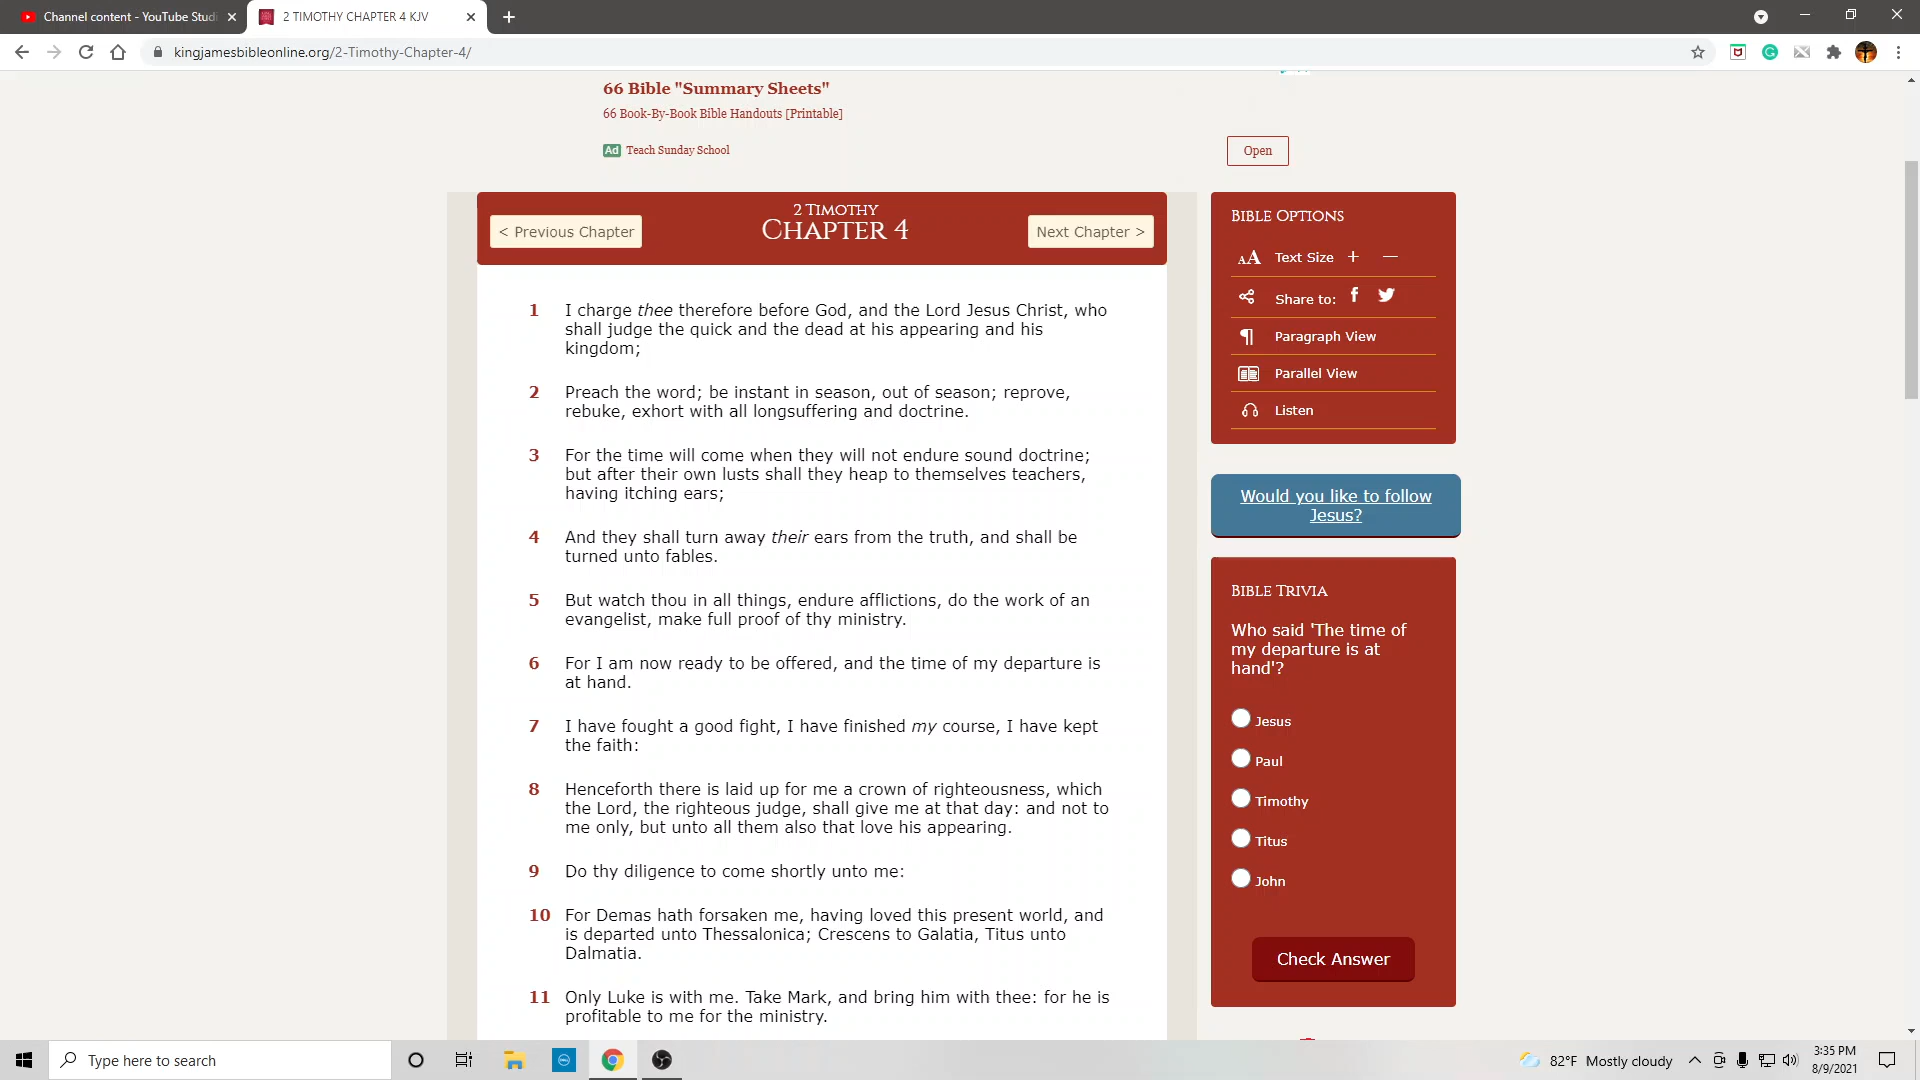 Channel content - YouTube Studi
2 TIMOTHY CHAPTER 4 KJV
kingjamesbibleonline.org/2-Timothy-Chapter-4/
66 Bible "Summary Sheets"
66 Book-By-Book Bible Handouts [Printable]
Ad Teach Sunday School
Open
< Previous Chapter
2 TIMOTHY
CHAPTER 4
Next Chapter >
1 I charge thee therefore before God, and the Lord Jesus Christ, who
shall judge the quick and the dead at his appearing and his
kingdom;
2 Preach the word; be instant in season, out of season; reprove,
rebuke, exhort with all longsuffering and doctrine.
3 For the time will come when they will not endure sound doctrine;
but after their own lusts shall they heap to themselves teachers,
having itching ears;
4 And they shall turn away their ears from the truth, and shall be
turned unto fables.
5 But watch thou in all things, endure afflictions, do the work of an
evangelist, make full proof of thy ministry.
6 For I am now ready to be offered, and the time of my departure is
at hand.
7 I have fought a good fight, I have finished my course, I have kept
the faith:
8 Henceforth there is laid up for me a crown of righteousness, which
the Lord, the righteous judge, shall give me at that day: and not to
me only, but unto all them also that love his appearing.
9 Do thy diligence to come shortly unto me:
10 For Demas hath forsaken me, having loved this present world, and
is departed unto Thessalonica; Crescens to Galatia, Titus unto
Dalmatia.
11 Only Luke is with me. Take Mark, and bring him with thee: for he is
profitable to me for the ministry.
BIBLE OPTIONS
AA Text Size + —
Share to:
Paragraph View
Parallel View
Listen
Would you like to follow
Jesus?
BIBLE TRIVIA
Who said 'The time of
my departure is at
hand'?
Jesus
Paul
Timothy
Titus
John
Check Answer
Type here to search
82°F Mostly cloudy
3:35 PM
8/9/2021